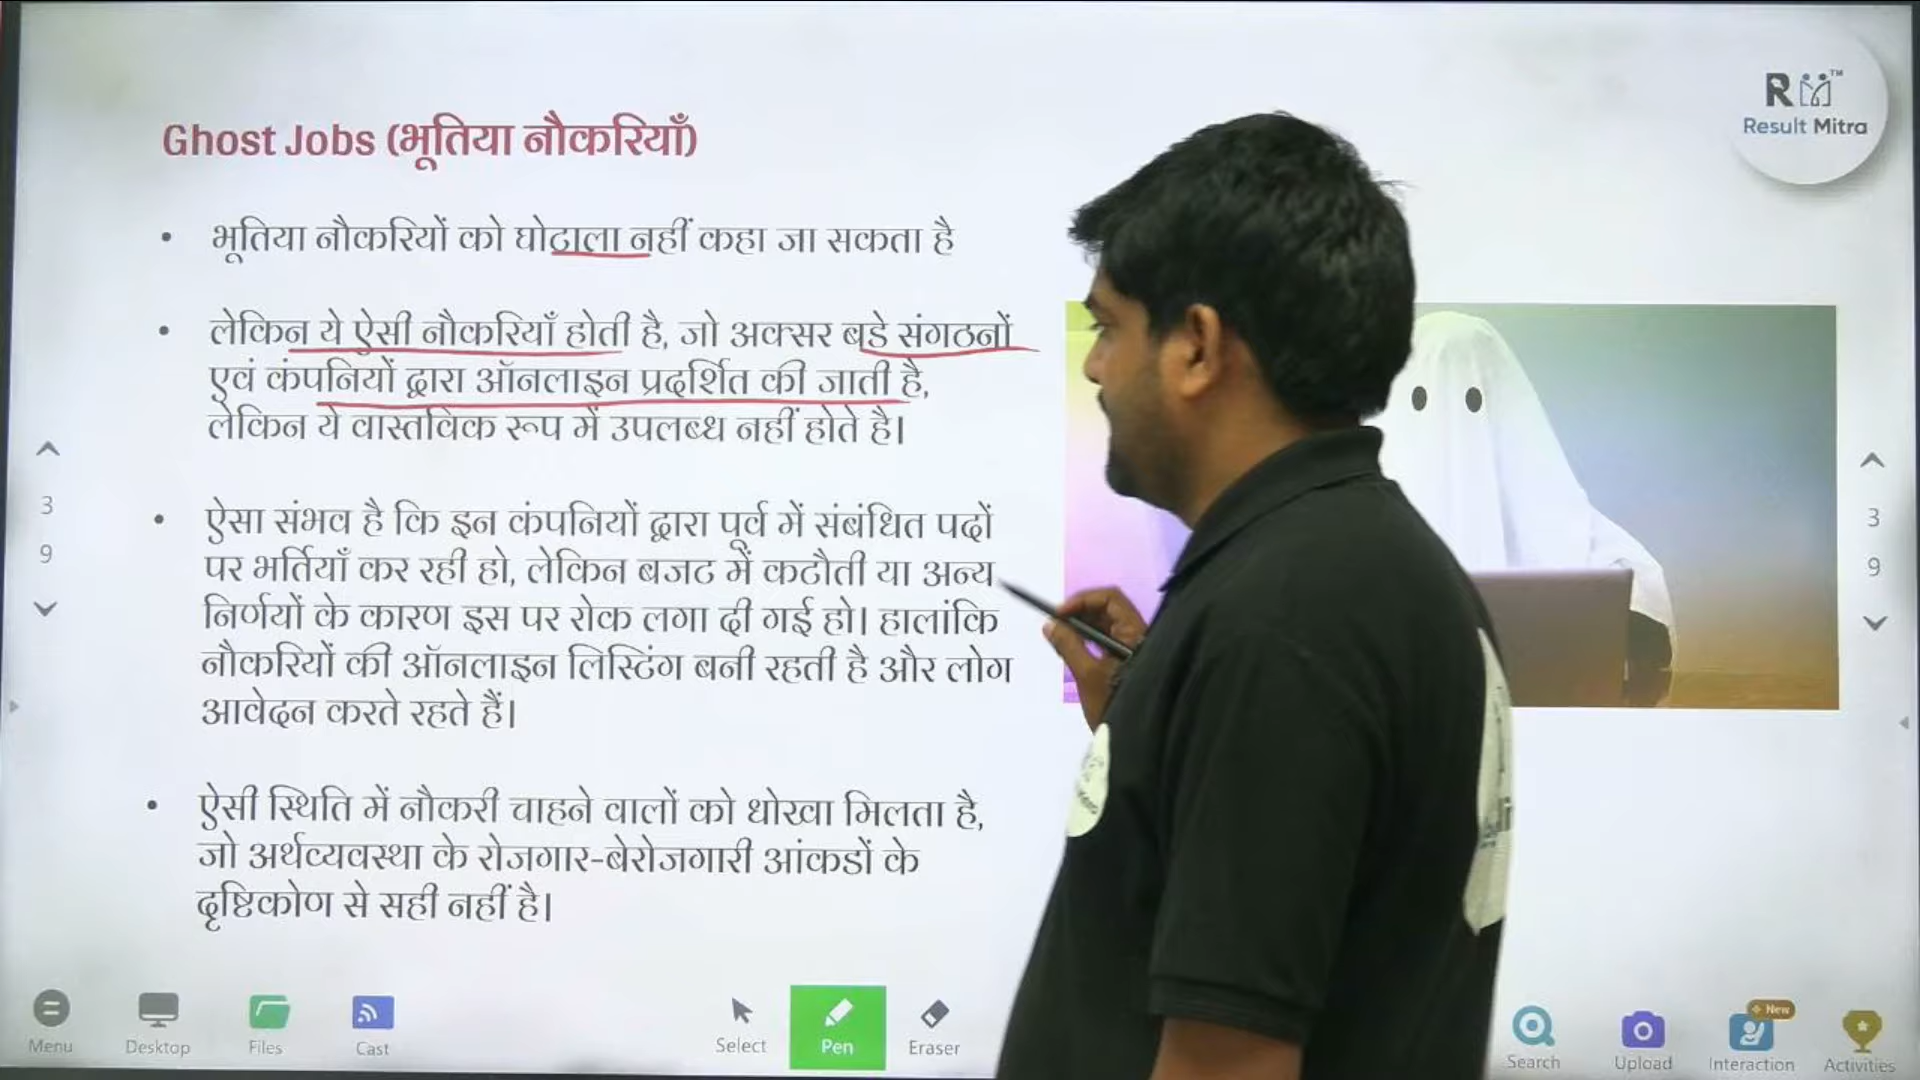 R TM
Result Mitra
Ghost Jobs (भूतिया नौकरियाँ)
• भूतिया नौकरियों को घोटाला नहीं कहा जा सकता है
• लेकिन ये ऐसी नौकरियाँ होती है, जो अक्सर बडे संगठनों
एवं कंपनियों द्वारा ऑनलाइन प्रदर्शित की जाती है,
लेकिन ये वास्तविक रूप में उपलब्ध नहीं होते है।
• ऐसा संभव है कि इन कंपनियों द्वारा पूर्व में संबंधित पदों
पर भर्तियाँ कर रही हो, लेकिन बजट में कटौती या अन्य
निर्णयों के कारण इस पर रोक लगा दी गई हो। हालांकि
नौकरियों की ऑनलाइन लिस्टिंग बनी रहती है और लोग
आवेदन करते रहते हैं।
• ऐसी स्थिति में नौकरी चाहने वालों को धोखा मिलता है,
जो अर्थव्यवस्था के रोजगार-बेरोजगारी आंकडों के
दृष्टिकोण से सही नहीं है।
3
9
3
9
Menu
Desktop
Files
Cast
Select
Pen
Eraser
Search
Upload
New
Interaction
Activities